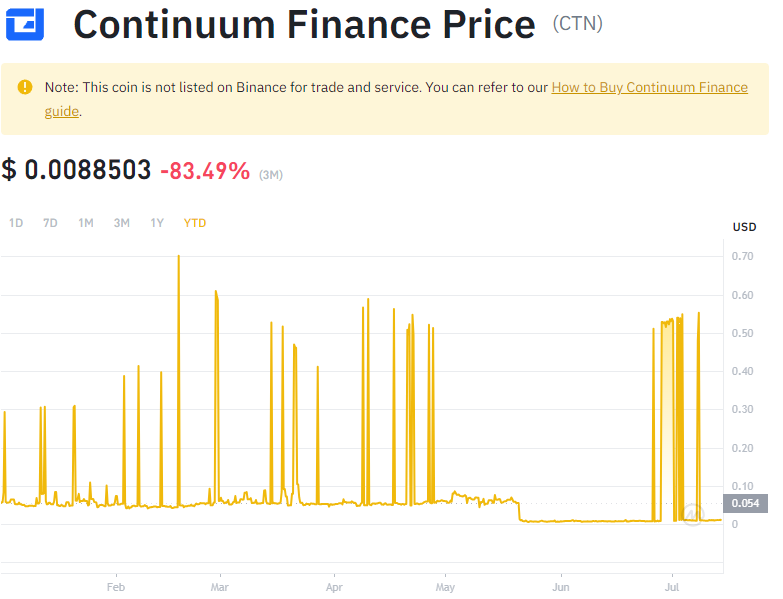 Continuum Finance Price (CTN)
Note: This coin is not listed on Binance for trade and service. You can refer to our How to Buy Continuum Finance
guide.
$ 0.0088503 -83.49% (3M)
1D 7D 1M 3M 1Y YTD
USD
0.70
0.60
0.50
0.40
0.30
0.20
0.10
0.054
0
Feb Mar Apr May Jun Jul